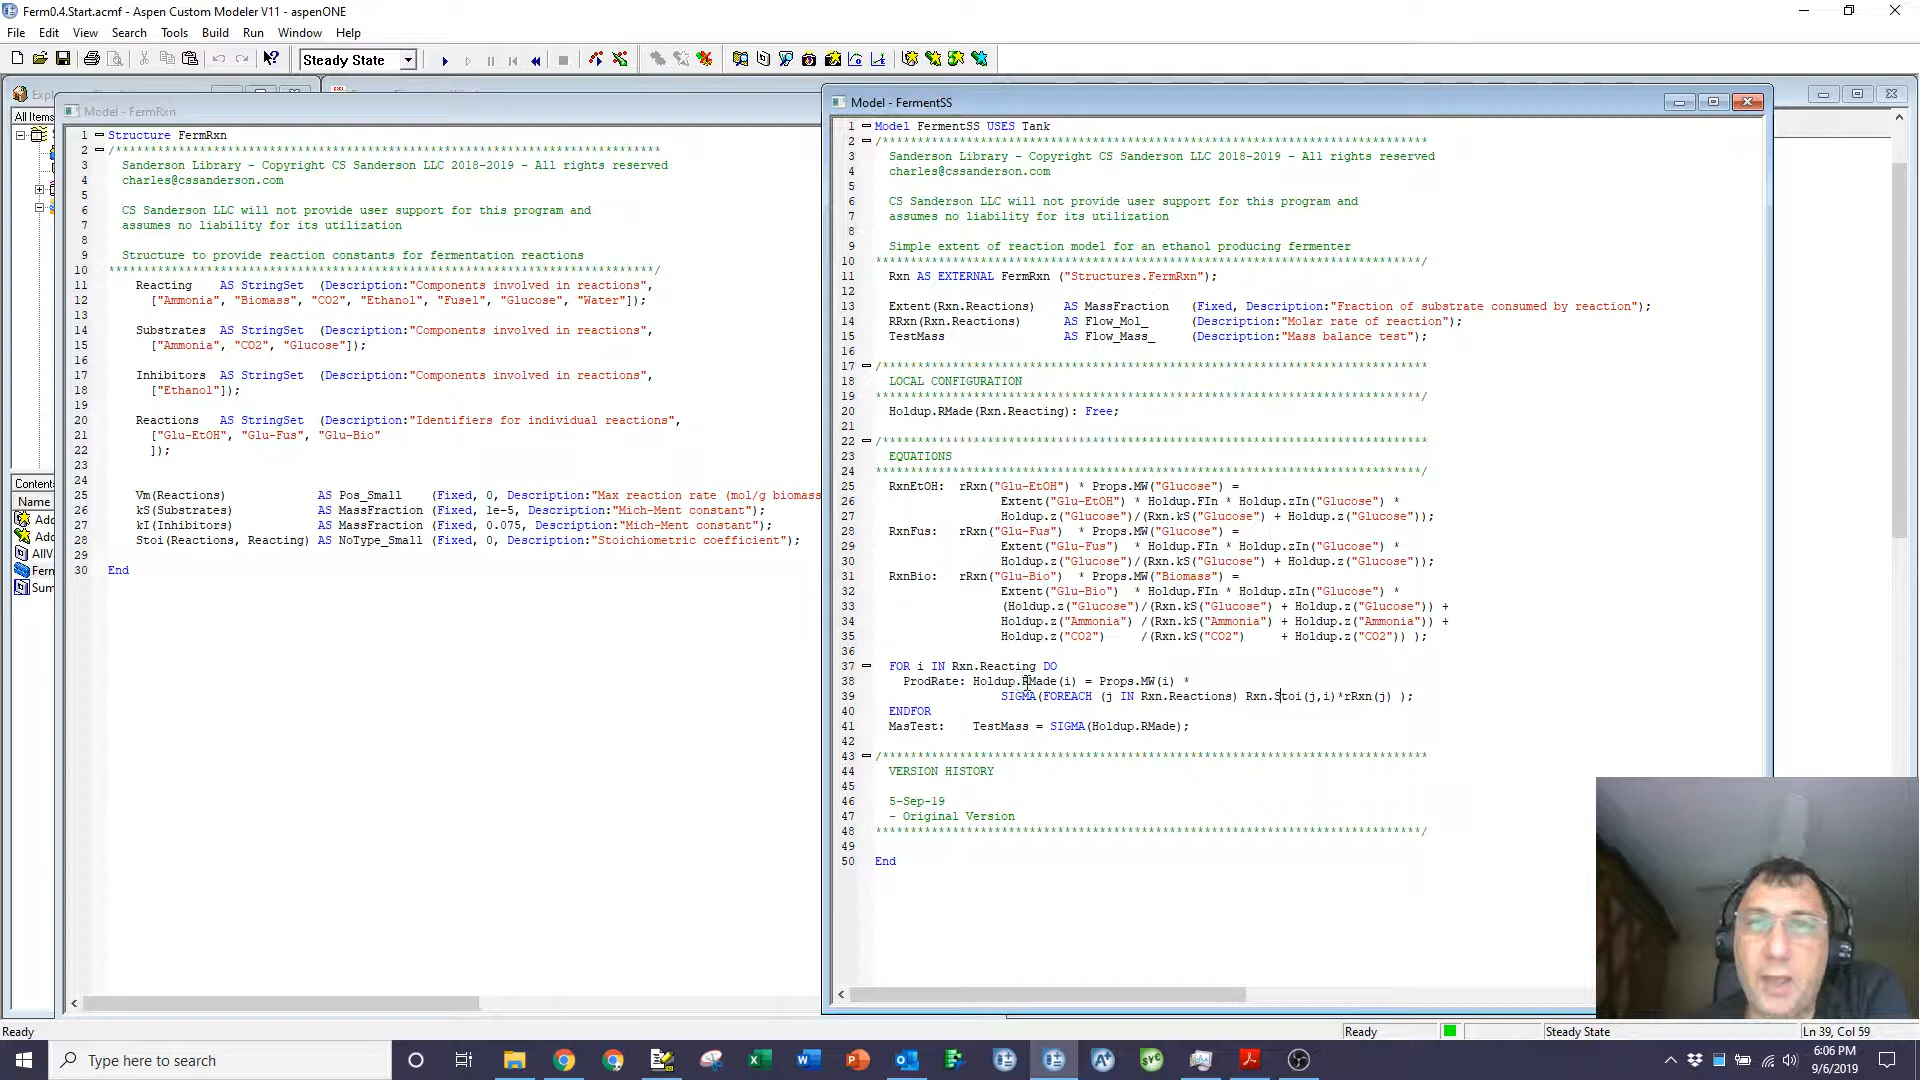 Ferm0.4.Start.acmf - Aspen Custom Modeler V11 - aspenONE
File Edit View Search Tools Build Run Window Help
Steady State
All Items
Contents
Name
Model - FermRxn
1 Structure FermRxn
2 /******************************************************************************
3 Sanderson Library - Copyright CS Sanderson LLC 2018-2019 - All rights reserved
4 charles@cssanderson.com
5
6 CS Sanderson LLC will not provide user support for this program and
7 assumes no liability for its utilization
8
9 Structure to provide reaction constants for fermentation reactions
10 ******************************************************************************/
11 Reacting AS StringSet (Description:"Components involved in reactions",
12 ["Ammonia", "Biomass", "CO2", "Ethanol", "Fusel", "Glucose", "Water"]);
13
14 Substrates AS StringSet (Description:"Components involved in reactions",
15 ["Ammonia", "CO2", "Glucose"]);
16
17 Inhibitors AS StringSet (Description:"Components involved in reactions",
18 ["Ethanol"]);
19
20 Reactions AS StringSet (Description:"Identifiers for individual reactions",
21 ["Glu-EtOH", "Glu-Fus", "Glu-Bio"
22 ]);
23
24
25 Vm(Reactions) AS Pos_Small (Fixed, 0, Description:"Max reaction rate (mol/g biomass
26 kS(Substrates) AS MassFraction (Fixed, 1e-5, Description:"Mich-Ment constant");
27 kI(Inhibitors) AS MassFraction (Fixed, 0.075, Description:"Mich-Ment constant");
28 Stoi(Reactions, Reacting) AS NoType_Small (Fixed, 0, Description:"Stoichiometric coefficient");
29
30 End
Model - FermentSS
1 Model FermentSS USES Tank
2 /******************************************************************************
3 Sanderson Library - Copyright CS Sanderson LLC 2018-2019 - All rights reserved
4 charles@cssanderson.com
5
6 CS Sanderson LLC will not provide user support for this program and
7 assumes no liability for its utilization
8
9 Simple extent of reaction model for an ethanol producing fermenter
10 ******************************************************************************/
11 Rxn AS EXTERNAL FermRxn ("Structures.FermRxn");
12
13 Extent(Rxn.Reactions) AS MassFraction (Fixed, Description:"Fraction of substrate consumed by reaction");
14 RRxn(Rxn.Reactions) AS Flow_Mol_ (Description:"Molar rate of reaction");
15 TestMass AS Flow_Mass_ (Description:"Mass balance test");
16
17 /******************************************************************************
18 LOCAL CONFIGURATION
19 ******************************************************************************/
20 Holdup.RMade(Rxn.Reacting): Free;
21
22 /******************************************************************************
23 EQUATIONS
24 ******************************************************************************/
25 RxnEtOH: rRxn("Glu-EtOH") * Props.MW("Glucose") =
26 Extent("Glu-EtOH") * Holdup.FIn * Holdup.zIn("Glucose") *
27 Holdup.z("Glucose")/(Rxn.kS("Glucose") + Holdup.z("Glucose"));
28 RxnFus: rRxn("Glu-Fus") * Props.MW("Glucose") =
29 Extent("Glu-Fus") * Holdup.FIn * Holdup.zIn("Glucose") *
30 Holdup.z("Glucose")/(Rxn.kS("Glucose") + Holdup.z("Glucose"));
31 RxnBio: rRxn("Glu-Bio") * Props.MW("Biomass") =
32 Extent("Glu-Bio") * Holdup.FIn * Holdup.zIn("Glucose") *
33 (Holdup.z("Glucose")/(Rxn.kS("Glucose") + Holdup.z("Glucose")) +
34 Holdup.z("Ammonia") /(Rxn.kS("Ammonia") + Holdup.z("Ammonia")) +
35 Holdup.z("CO2") /(Rxn.kS("CO2") + Holdup.z("CO2")) );
36
37 FOR i IN Rxn.Reacting DO
38 ProdRate: Holdup.RMade(i) = Props.MW(i) *
39 SIGMA(FOREACH (j IN Rxn.Reactions) Rxn.Stoi(j,i)*rRxn(j) );
40 ENDFOR
41 MasTest: TestMass = SIGMA(Holdup.RMade);
42
43 /******************************************************************************
44 VERSION HISTORY
45
46 5-Sep-19
47 - Original Version
48 ******************************************************************************/
49
50 End
Ready
Ready Steady State Ln 39, Col 59
Type here to search
6:06 PM
9/6/2019